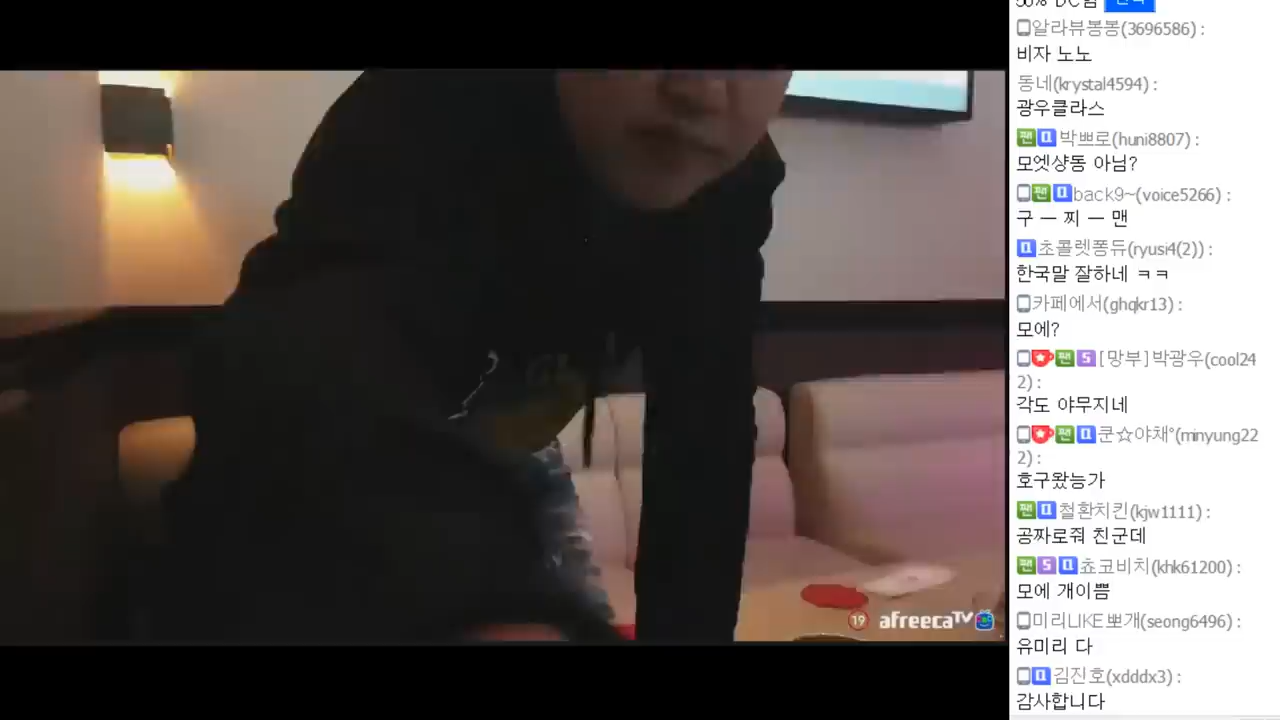 알라뷰봉봉(3696586) :
비자 노노
동네(krystal4594) :
광우클라스
팬 박쁘로(huni8807) :
모엣샹동 아님?
팬 back9~(voice5266) :
구 ㅡ 찌 ㅡ 맨
초콜렛퐁듀(ryusi4(2)) :
한국말 잘하네 ㅋㅋ
카페에서(ghqkr13) :
모에?
팬 S [망부]박광우(cool24
2) :
각도 야무지네
팬 쿤☆야채°(minyung22
2) :
호구왔능가
팬 철환치킨(kjw1111) :
공짜로줘 친군데
팬 S 쵸코비치(khk61200) :
모에 개이쁨
미리LIKE뽀개(seong6496) :
유미리 다
김진호(xdddx3) :
감사합니다
19 afreecaTV